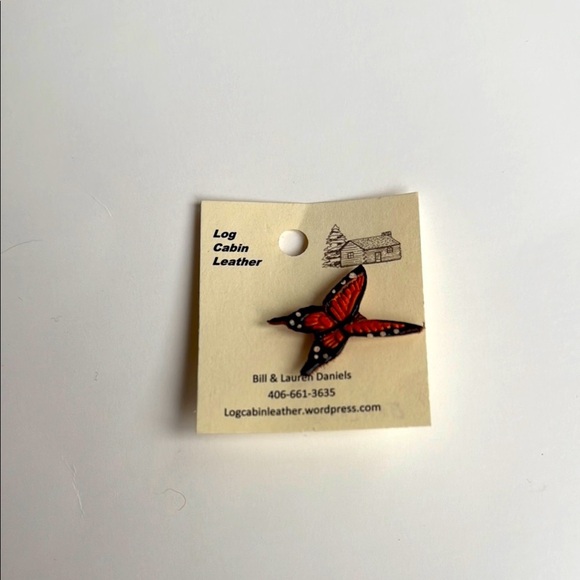 Log
Cabin
Leather
Bill & Lauren Daniels
406-661-3635
Logcabinleather.wordpress.com